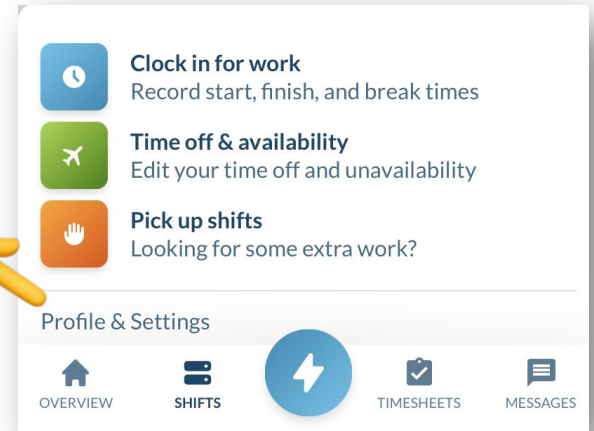 Clock in for work
Record start, finish, and break times
Time off & availability
Edit your time off and unavailability
Pick up shifts
Looking for some extra work?
Profile & Settings
OVERVIEW
SHIFTS
TIMESHEETS
MESSAGES